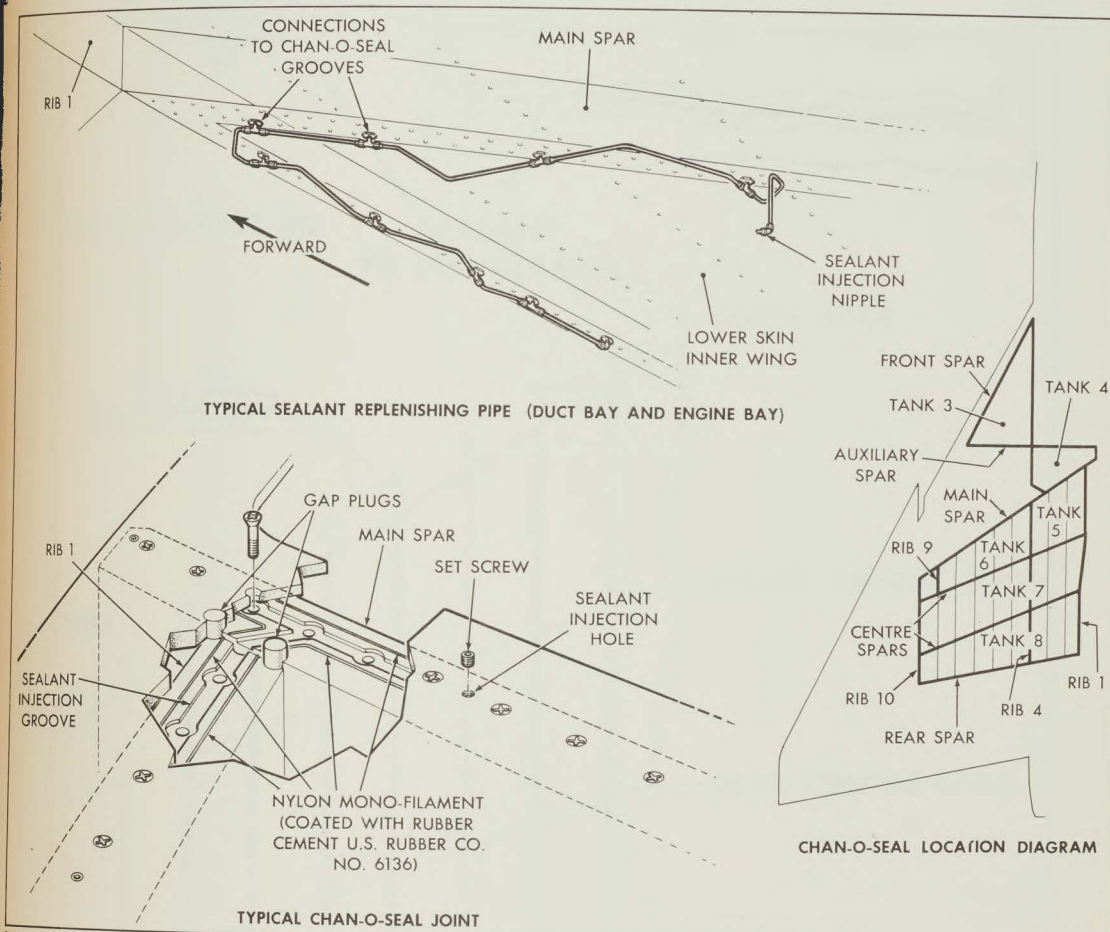 CONNECTIONS
TO CHAN-O-SEAL
GROOVES
MAIN SPAR
RIB 1
FORWARD
SEALANT
INJECTION
NIPPLE
LOWER SKIN
INNER WING
TYPICAL SEALANT REPLENISHING PIPE (DUCT BAY AND ENGINE BAY)
GAP PLUGS
MAIN SPAR
RIB 1
SET SCREW
SEALANT
INJECTION
HOLE
SEALANT
INJECTION
GROOVE
NYLON MONO-FILAMENT
(COATED WITH RUBBER
CEMENT U.S. RUBBER CO.
NO. 6136)
TYPICAL CHAN-O-SEAL JOINT
FRONT SPAR
TANK 3
TANK 4
AUXILIARY
SPAR
MAIN
SPAR
TANK
5
RIB 9
TANK
6
TANK 7
CENTRE
SPARS
TANK 8
RIB 10
RIB 4
RIB 1
REAR SPAR
CHAN-O-SEAL LOCATION DIAGRAM